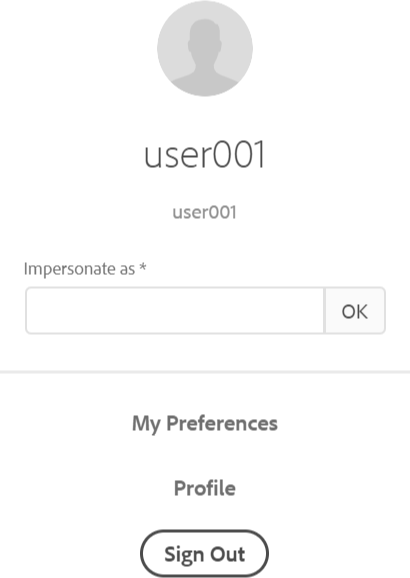 user001
user001
Impersonate as *
OK
My Preferences
Profile
Sign Out